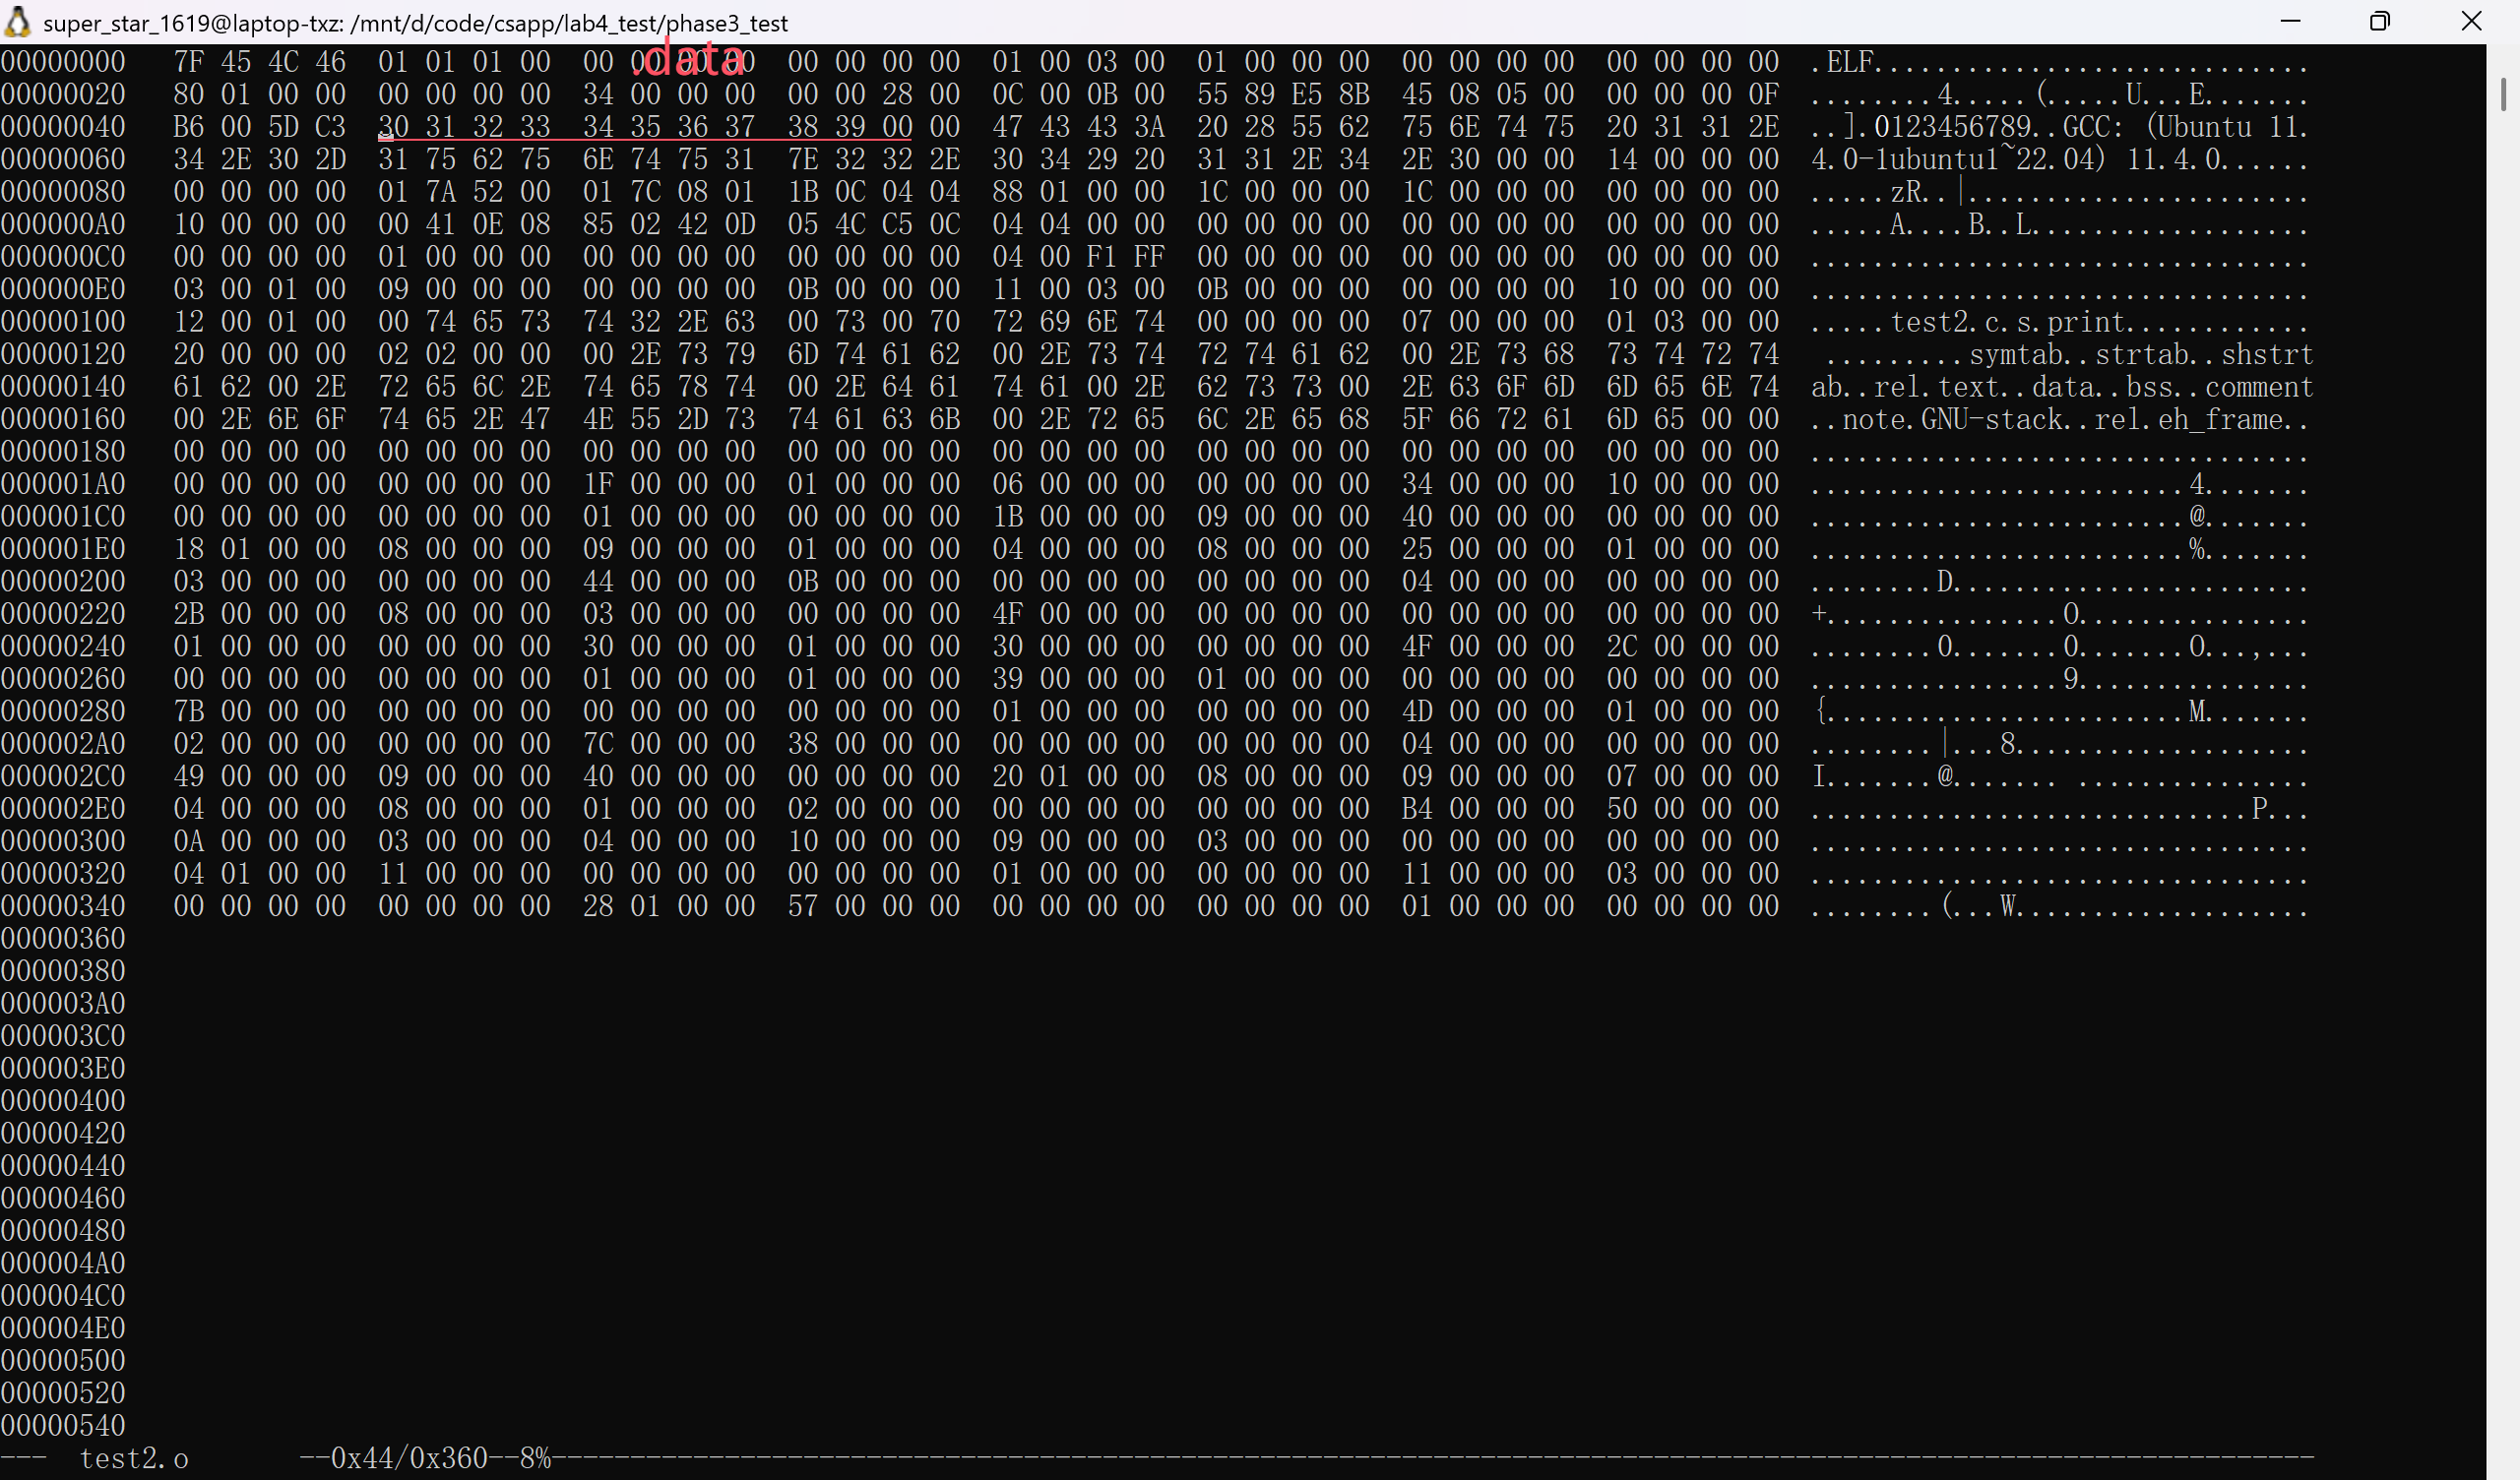 super_star_1619@laptop-txz: /mnt/d/code/csapp/lab4_test/phase3_test
.data
00000000 7F 45 4C 46 01 01 01 00 00 00 00 00 00 00 00 01 00 03 00 01 00 00 00 00 00 00 00 00 00 00 00 .ELF............................
00000020 80 01 00 00 00 00 00 00 34 00 00 00 00 00 28 00 0C 00 0B 00 55 89 E5 8B 45 08 05 00 00 00 00 0F ........4.....(.....U...E.......
00000040 B6 00 5D C3 30 31 32 33 34 35 36 37 38 39 00 00 47 43 43 3A 20 28 55 62 75 6E 74 75 20 31 31 2E ..].0123456789..GCC: (Ubuntu 11.
00000060 34 2E 30 2D 31 75 62 75 6E 74 75 31 7E 32 32 2E 30 34 29 20 31 31 2E 34 2E 30 00 00 14 00 00 00 4.0-1ubuntu1~22.04) 11.4.0......
00000080 00 00 00 00 01 7A 52 00 01 7C 08 01 1B 0C 04 04 88 01 00 00 1C 00 00 00 1C 00 00 00 00 00 00 00 .....zR..|......................
000000A0 10 00 00 00 00 41 0E 08 85 02 42 0D 05 4C C5 0C 04 04 00 00 00 00 00 00 00 00 00 00 00 00 00 00 .....A....B..L..................
000000C0 00 00 00 00 01 00 00 00 00 00 00 00 00 00 00 00 04 00 F1 FF 00 00 00 00 00 00 00 00 00 00 00 00 ................................
000000E0 03 00 01 00 09 00 00 00 00 00 00 00 0B 00 00 00 11 00 03 00 0B 00 00 00 00 00 00 00 10 00 00 00 ................................
00000100 12 00 01 00 00 74 65 73 74 32 2E 63 00 73 00 70 72 69 6E 74 00 00 00 00 07 00 00 00 01 03 00 00 .....test2.c.s.print............
00000120 20 00 00 00 02 02 00 00 00 2E 73 79 6D 74 61 62 00 2E 73 74 72 74 61 62 00 2E 73 68 73 74 72 74  .........symtab..strtab..shstrt
00000140 61 62 00 2E 72 65 6C 2E 74 65 78 74 00 2E 64 61 74 61 00 2E 62 73 73 00 2E 63 6F 6D 6D 65 6E 74 ab..rel.text..data..bss..comment
00000160 00 2E 6E 6F 74 65 2E 47 4E 55 2D 73 74 61 63 6B 00 2E 72 65 6C 2E 65 68 5F 66 72 61 6D 65 00 00 ..note.GNU-stack..rel.eh_frame..
00000180 00 00 00 00 00 00 00 00 00 00 00 00 00 00 00 00 00 00 00 00 00 00 00 00 00 00 00 00 00 00 00 00 ................................
000001A0 00 00 00 00 00 00 00 00 1F 00 00 00 01 00 00 00 06 00 00 00 00 00 00 00 34 00 00 00 10 00 00 00 ........................4.......
000001C0 00 00 00 00 00 00 00 00 01 00 00 00 00 00 00 00 1B 00 00 00 09 00 00 00 40 00 00 00 00 00 00 00 ........................@.......
000001E0 18 01 00 00 08 00 00 00 09 00 00 00 01 00 00 00 04 00 00 00 08 00 00 00 25 00 00 00 01 00 00 00 ........................%.......
00000200 03 00 00 00 00 00 00 00 44 00 00 00 0B 00 00 00 00 00 00 00 00 00 00 00 04 00 00 00 00 00 00 00 ........D.......................
00000220 2B 00 00 00 08 00 00 00 03 00 00 00 00 00 00 00 4F 00 00 00 00 00 00 00 00 00 00 00 00 00 00 00 +...............O...............
00000240 01 00 00 00 00 00 00 00 30 00 00 00 01 00 00 00 30 00 00 00 00 00 00 00 4F 00 00 00 2C 00 00 00 ........0.......0.......O...,...
00000260 00 00 00 00 00 00 00 00 01 00 00 00 01 00 00 00 39 00 00 00 01 00 00 00 00 00 00 00 00 00 00 00 ................9...............
00000280 7B 00 00 00 00 00 00 00 00 00 00 00 00 00 00 00 01 00 00 00 00 00 00 00 4D 00 00 00 01 00 00 00 {.......................M.......
000002A0 02 00 00 00 00 00 00 00 7C 00 00 00 38 00 00 00 00 00 00 00 00 00 00 00 04 00 00 00 00 00 00 00 ........|...8...................
000002C0 49 00 00 00 09 00 00 00 40 00 00 00 00 00 00 00 20 01 00 00 08 00 00 00 09 00 00 00 07 00 00 00 I.......@....... ...............
000002E0 04 00 00 00 08 00 00 00 01 00 00 00 02 00 00 00 00 00 00 00 00 00 00 00 B4 00 00 00 50 00 00 00 ............................P...
00000300 0A 00 00 00 03 00 00 00 04 00 00 00 10 00 00 00 09 00 00 00 03 00 00 00 00 00 00 00 00 00 00 00 ................................
00000320 04 01 00 00 11 00 00 00 00 00 00 00 00 00 00 00 01 00 00 00 00 00 00 00 11 00 00 00 03 00 00 00 ................................
00000340 00 00 00 00 00 00 00 00 28 01 00 00 57 00 00 00 00 00 00 00 00 00 00 00 01 00 00 00 00 00 00 00 ........(...W...................
00000360
00000380
000003A0
000003C0
000003E0
00000400
00000420
00000440
00000460
00000480
000004A0
000004C0
000004E0
00000500
00000520
00000540
--- test2.o --0x44/0x360--8%---------------------------------------------------------------